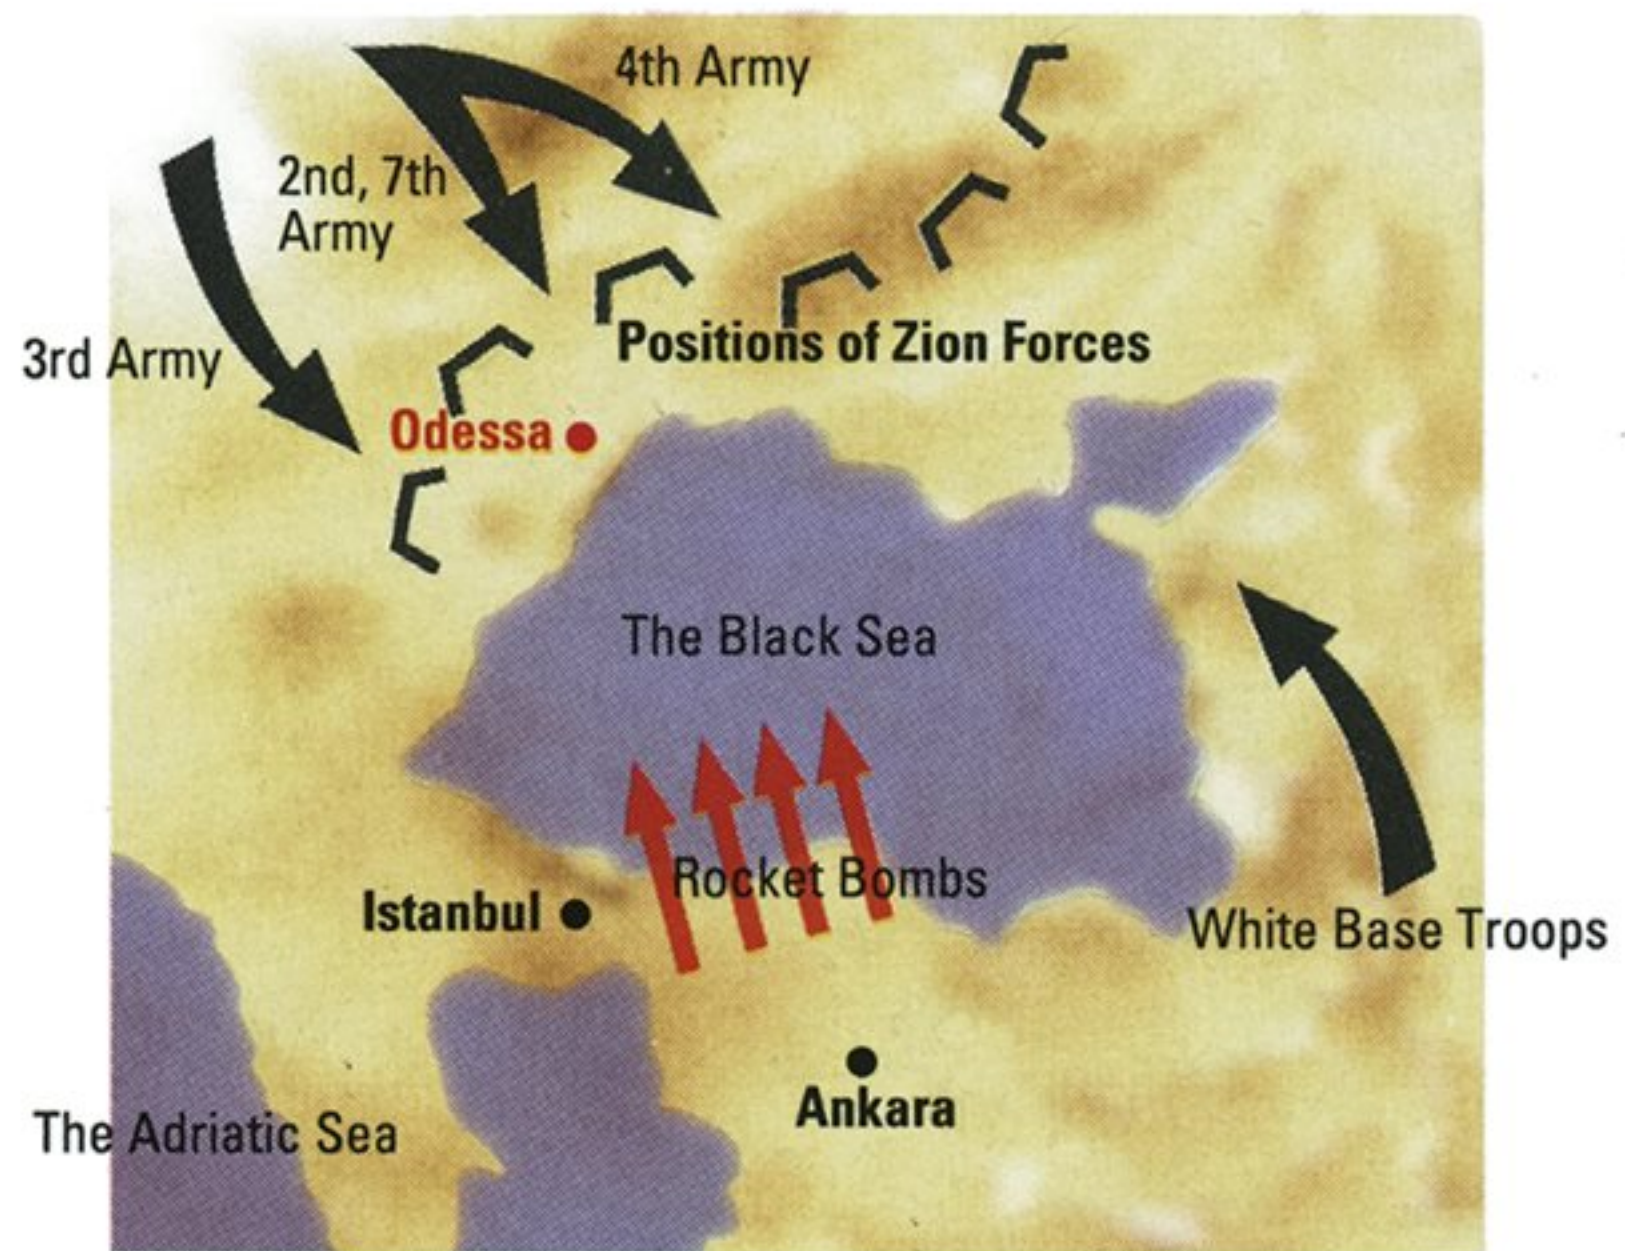 4th Army
2nd, 7th
Army
3rd Army
Positions of Zion Forces
Odessa
The Black Sea
Rocket Bombs
Istanbul
White Base Troops
Ankara
The Adriatic Sea